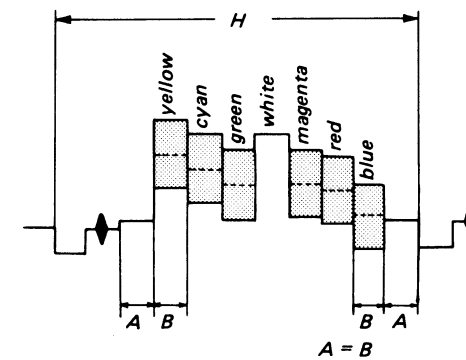 H
yellow
cyan
green
white
magenta
red
blue
A
B
B
A
A = B